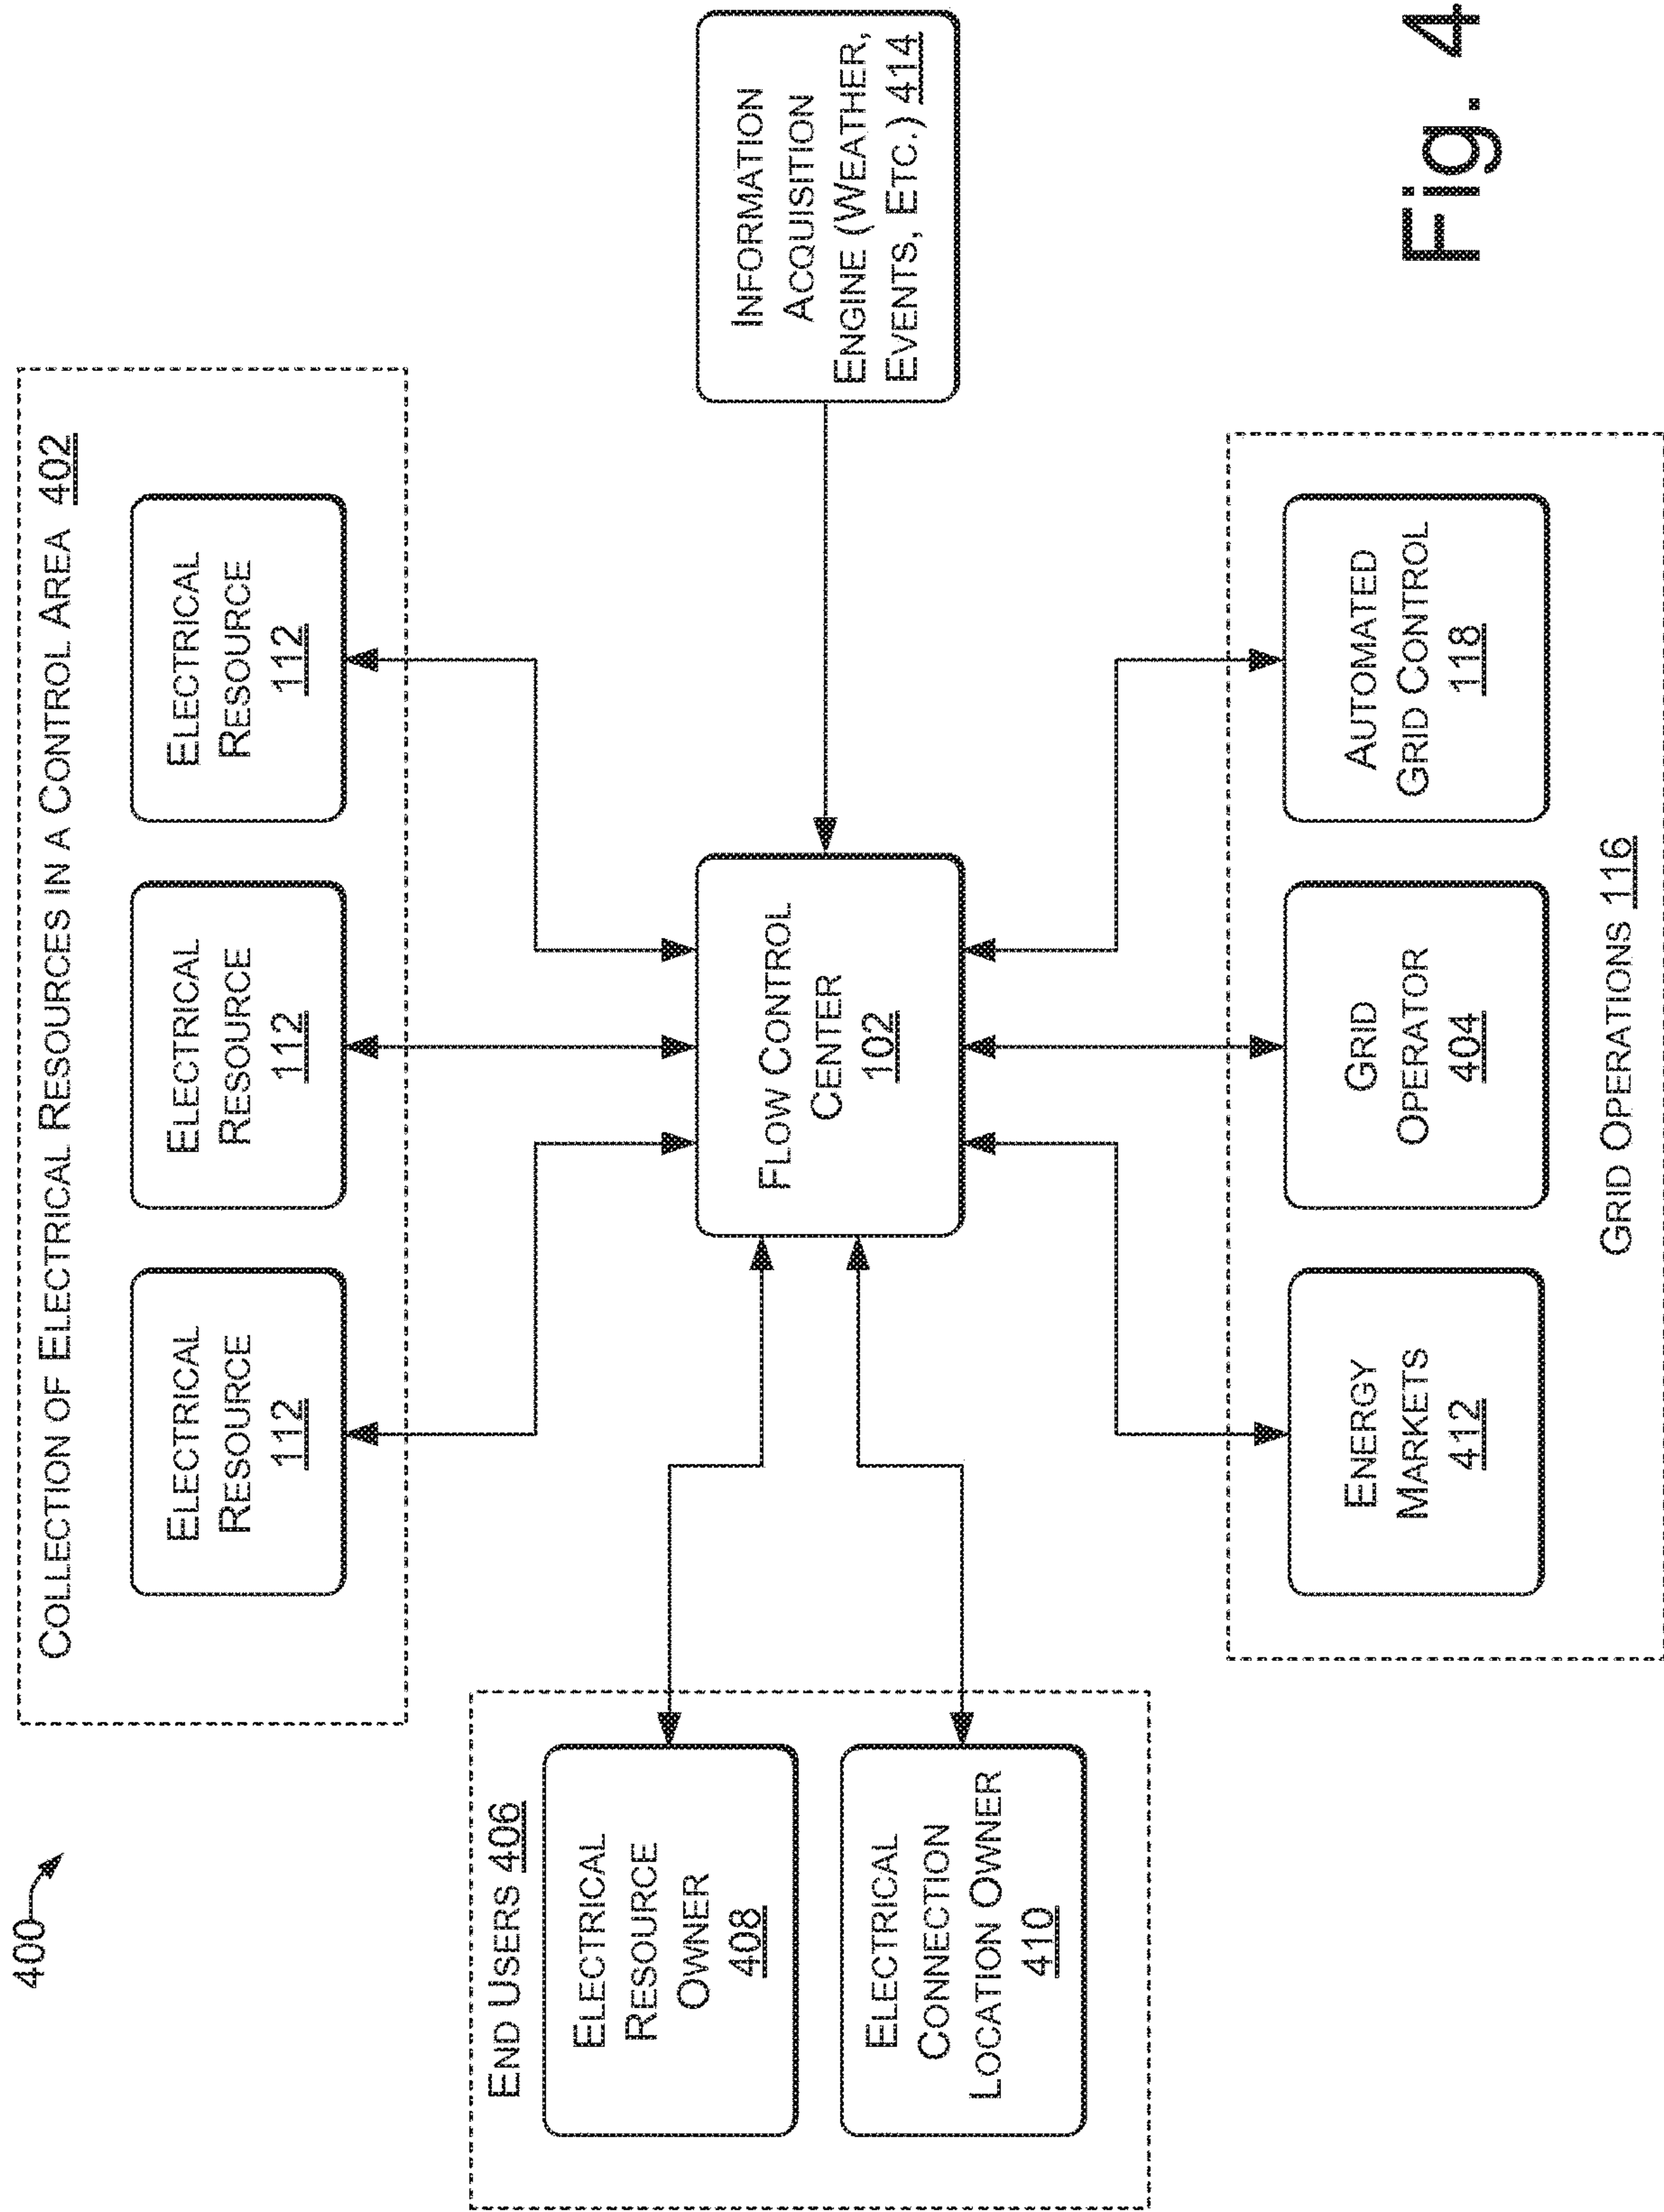 400
COLLECTION OF ELECTRICAL RESOURCES IN A CONTROL AREA 402
ELECTRICAL
RESOURCE
112
ELECTRICAL
RESOURCE
112
ELECTRICAL
RESOURCE
112
END USERS 406
ELECTRICAL
RESOURCE
OWNER
408
ELECTRICAL
CONNECTION
LOCATION OWNER
410
FLOW CONTROL
CENTER
102
INFORMATION
ACQUISITION
ENGINE (WEATHER,
EVENTS, ETC.) 414
ENERGY
MARKETS
412
GRID
OPERATOR
404
AUTOMATED
GRID CONTROL
118
GRID OPERATIONS 116
Fig. 4